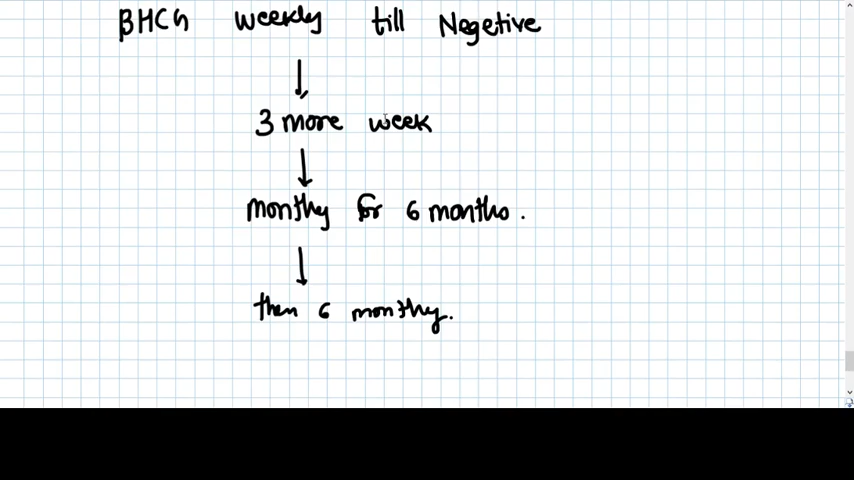 βHCG weekly till Negetive
3 more week
monthy for 6 months.
then 6 monthy.